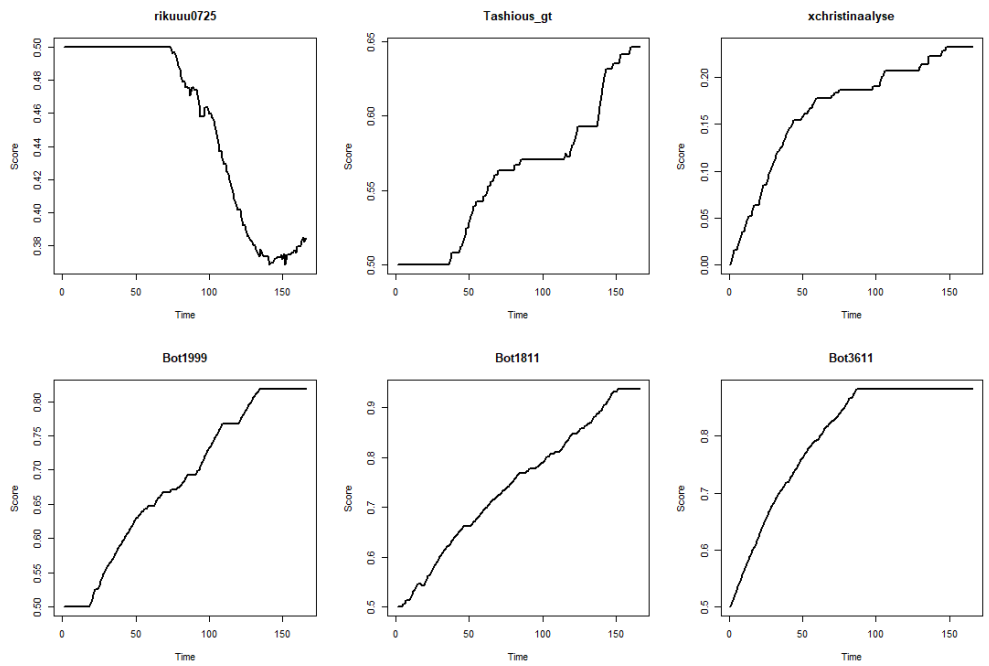 rikuuu0725
Score
0.50
0.48
0.46
0.44
0.42
0.40
0.38
0 50 100 150
Time
Tashious_gt
Score
0.65
0.60
0.55
0.50
0 50 100 150
Time
xchristinaalyse
Score
0.20
0.15
0.10
0.05
0.00
0 50 100 150
Time
Bot1999
Score
0.80
0.75
0.70
0.65
0.60
0.55
0.50
0 50 100 150
Time
Bot1811
Score
0.9
0.8
0.7
0.6
0.5
0 50 100 150
Time
Bot3611
Score
0.8
0.7
0.6
0.5
0 50 100 150
Time